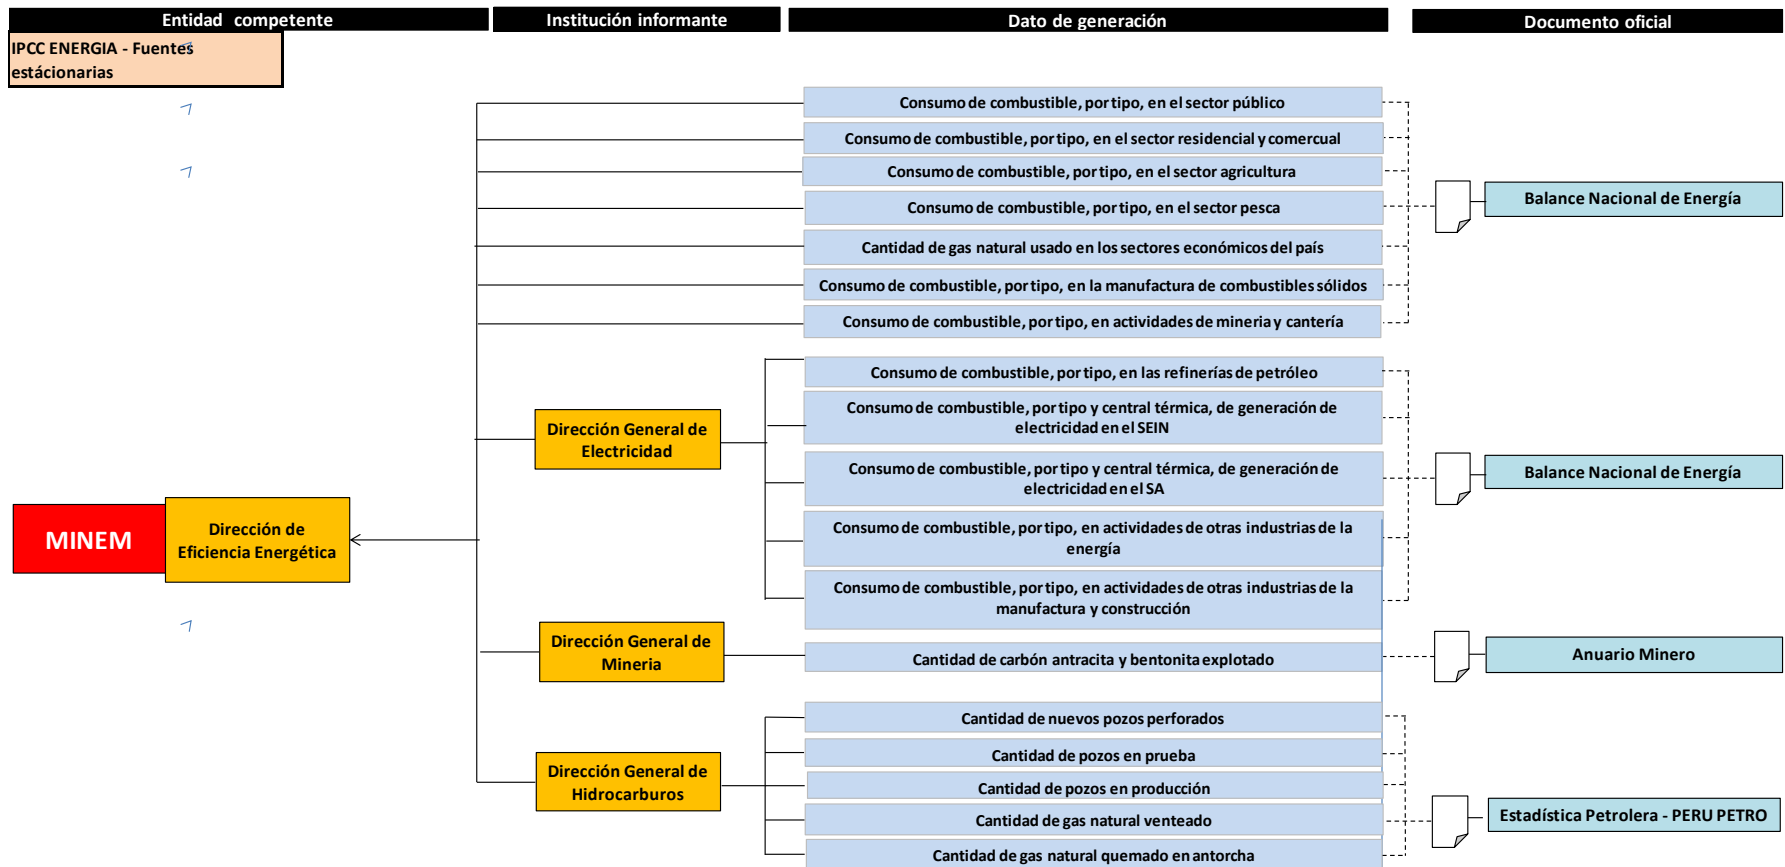 Entidad competente
Institución informante
Dato de generación
Documento oficial
IPCC ENERGIA - Fuentes
estácionarias
Consumo de combustible, por tipo, en el sector público
Consumo de combustible, por tipo, en el sector residencial y comercual
Consumo de combustible, por tipo, en el sector agricultura
Consumo de combustible, por tipo, en el sector pesca
Cantidad de gas natural usado en los sectores económicos del país
Consumo de combustible, por tipo, en la manufactura de combustibles sólidos
Consumo de combustible, por tipo, en actividades de mineria y cantería
Balance Nacional de Energía
Dirección General de
Electricidad
Consumo de combustible, por tipo, en las refinerías de petróleo
Consumo de combustible, por tipo y central térmica, de generación de
electricidad en el SEIN
Consumo de combustible, por tipo y central térmica, de generación de
electricidad en el SA
Consumo de combustible, por tipo, en actividades de otras industrias de la
energía
Consumo de combustible, por tipo, en actividades de otras industrias de la
manufactura y construcción
Balance Nacional de Energía
MINEM
Dirección de
Eficiencia Energética
Dirección General de
Mineria
Cantidad de carbón antracita y bentonita explotado
Anuario Minero
Dirección General de
Hidrocarburos
Cantidad de nuevos pozos perforados
Cantidad de pozos en prueba
Cantidad de pozos en producción
Cantidad de gas natural venteado
Cantidad de gas natural quemado en antorcha
Estadística Petrolera - PERU PETRO